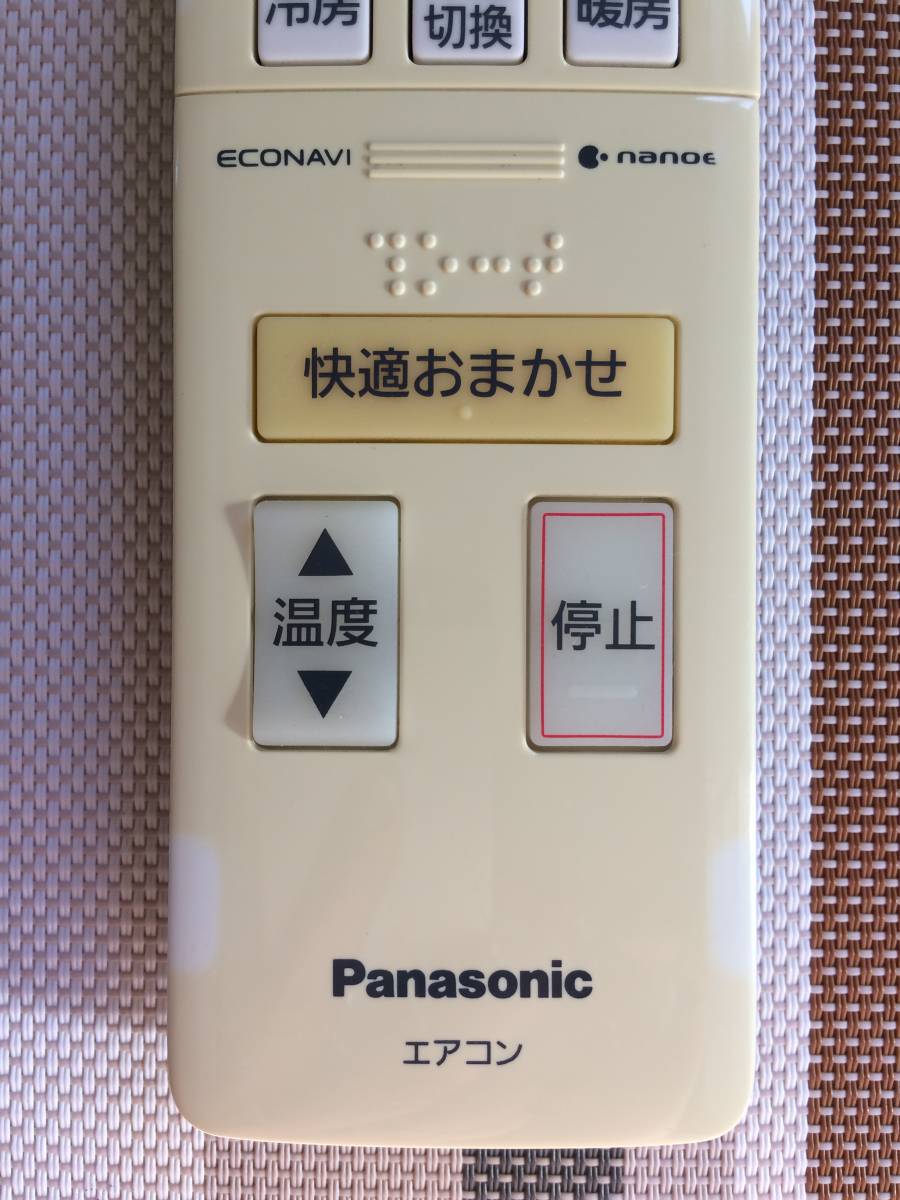 冷房
切換
暖房
ECONAVI
nanoe
快適おまかせ
温度
停止
Panasonic
エアコン